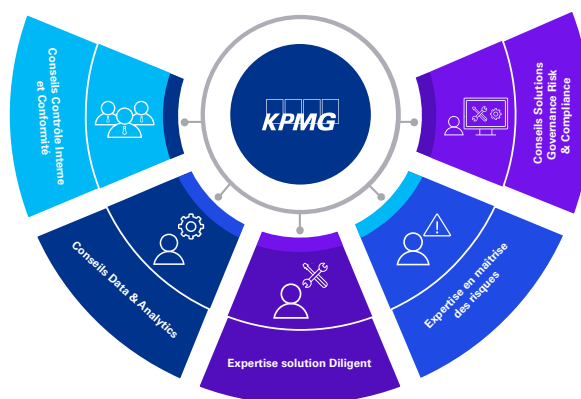 KPMG
Conseils Contrôle Interne
et Conformité
Conseils Data & Analytics
Expertise solution Diligent
Expertise en maitrise
des risques
Conseils Solutions
Governance Risk
& Compliance